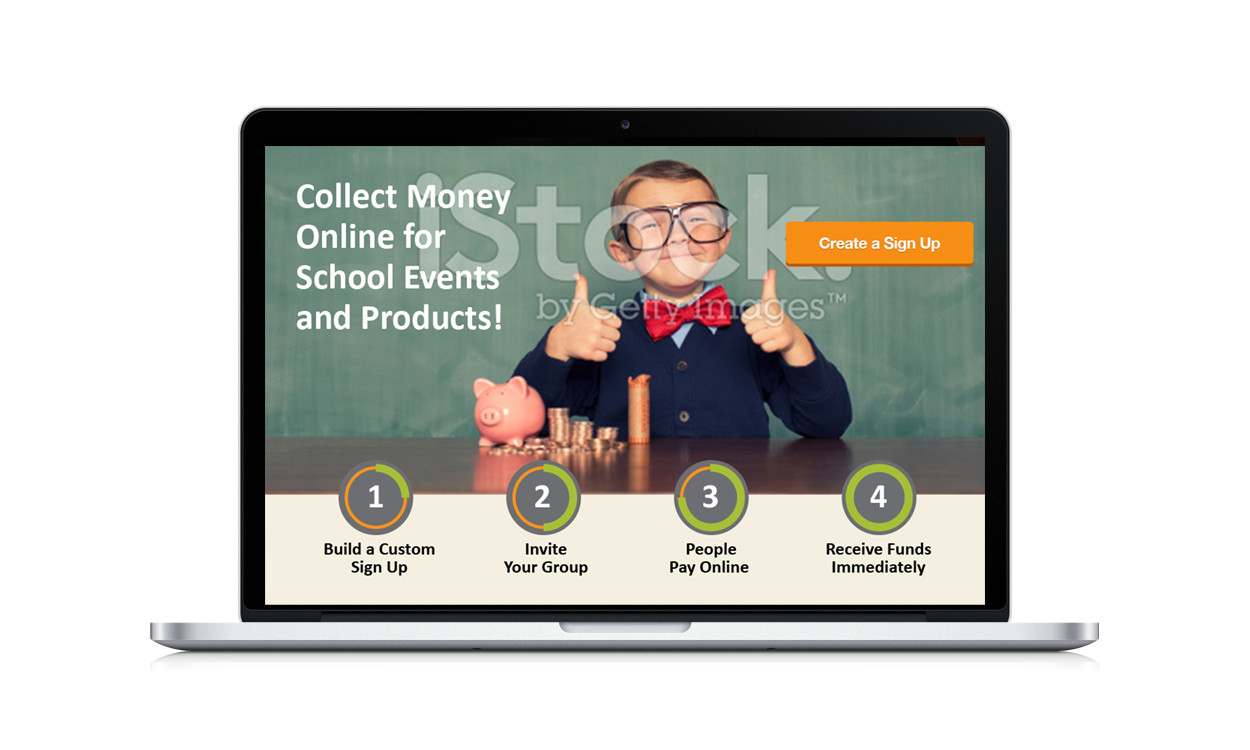 Collect Money
Online for
School Events
and Products!
iStock.
by Getty Images™
Create a Sign Up
1
2
3
4
Build a Custom
Sign Up
Invite
Your Group
People
Pay Online
Receive Funds
Immediately